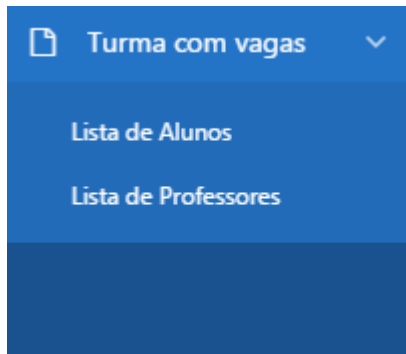 Turma com vagas
Lista de Alunos
Lista de Professores